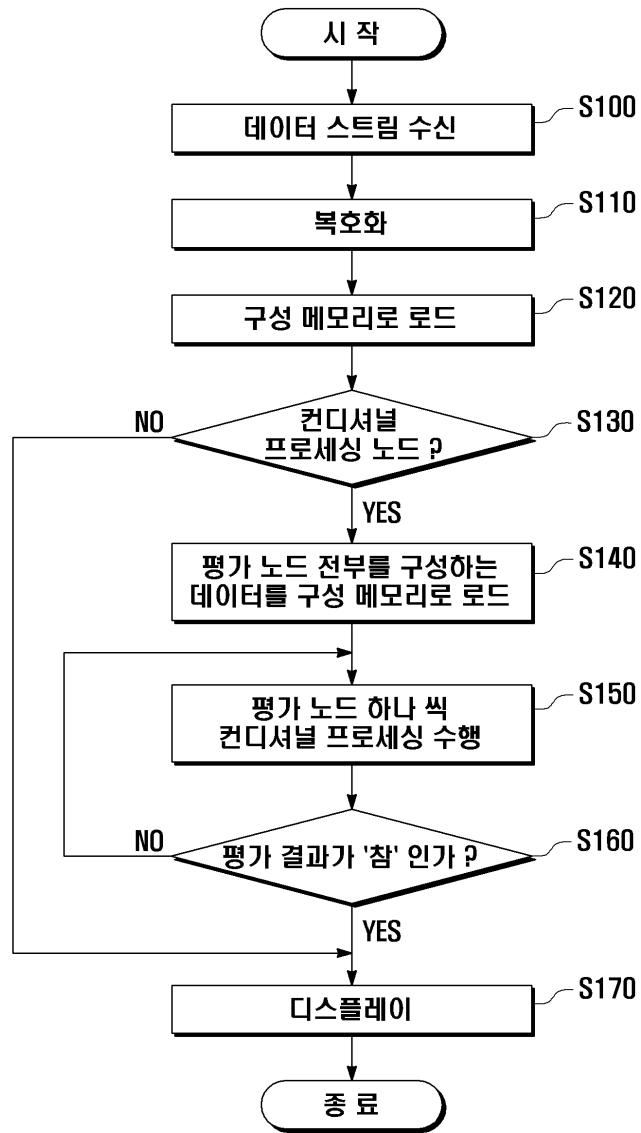 시 작
데이터 스트림 수신
S100
복호화
S110
구성 메모리로 로드
S120
컨디셔널
프로세싱 노드 ?
S130
NO
YES
평가 노드 전부를 구성하는
데이터를 구성 메모리로 로드
S140
평가 노드 하나 씩
컨디셔널 프로세싱 수행
S150
평가 결과가 '참' 인가 ?
S160
NO
YES
디스플레이
S170
종 료